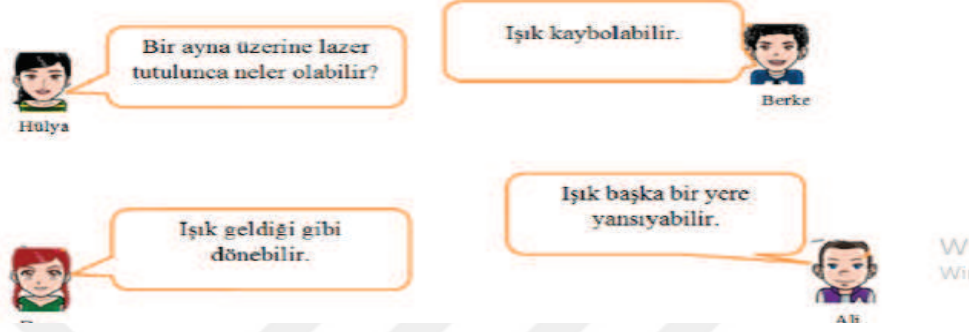 Bir ayna üzerine lazer
tutulunca neler olabilir?
Hülya
Işık kaybolabilir.
Berke
Işık geldiği gibi
dönebilir.
Işık başka bir yere
yansıyabilir.
Ali